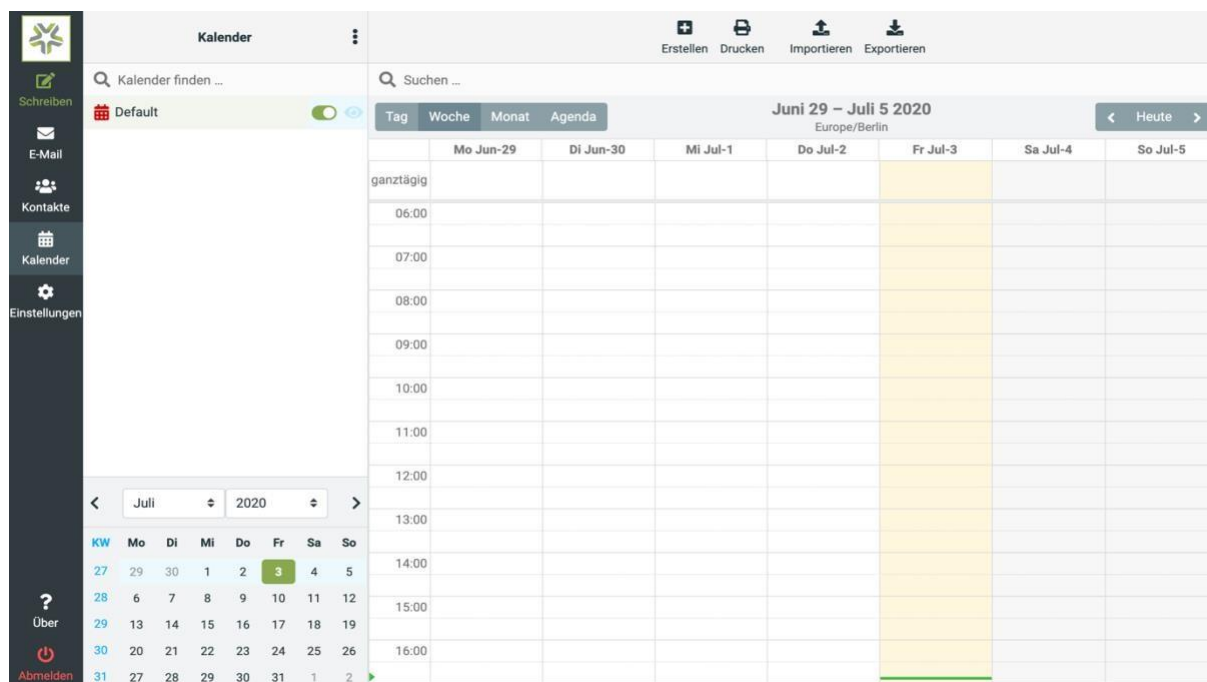 Schreiben
E-Mail
Kontakte
Kalender
Einstellungen
?
Über
Abmelden
Kalender
Kalender finden ...
Default
Juli 2020
KW Mo Di Mi Do Fr Sa So
27 29 30 1 2 3 4 5
28 6 7 8 9 10 11 12
29 13 14 15 16 17 18 19
30 20 21 22 23 24 25 26
31 27 28 29 30 31 1 2
Erstellen Drucken Importieren Exportieren
Suchen ...
Tag Woche Monat Agenda
Juni 29 – Juli 5 2020
Europe/Berlin
Heute
Mo Jun-29 Di Jun-30 Mi Jul-1 Do Jul-2 Fr Jul-3 Sa Jul-4 So Jul-5
ganztägig
06:00
07:00
08:00
09:00
10:00
11:00
12:00
13:00
14:00
15:00
16:00